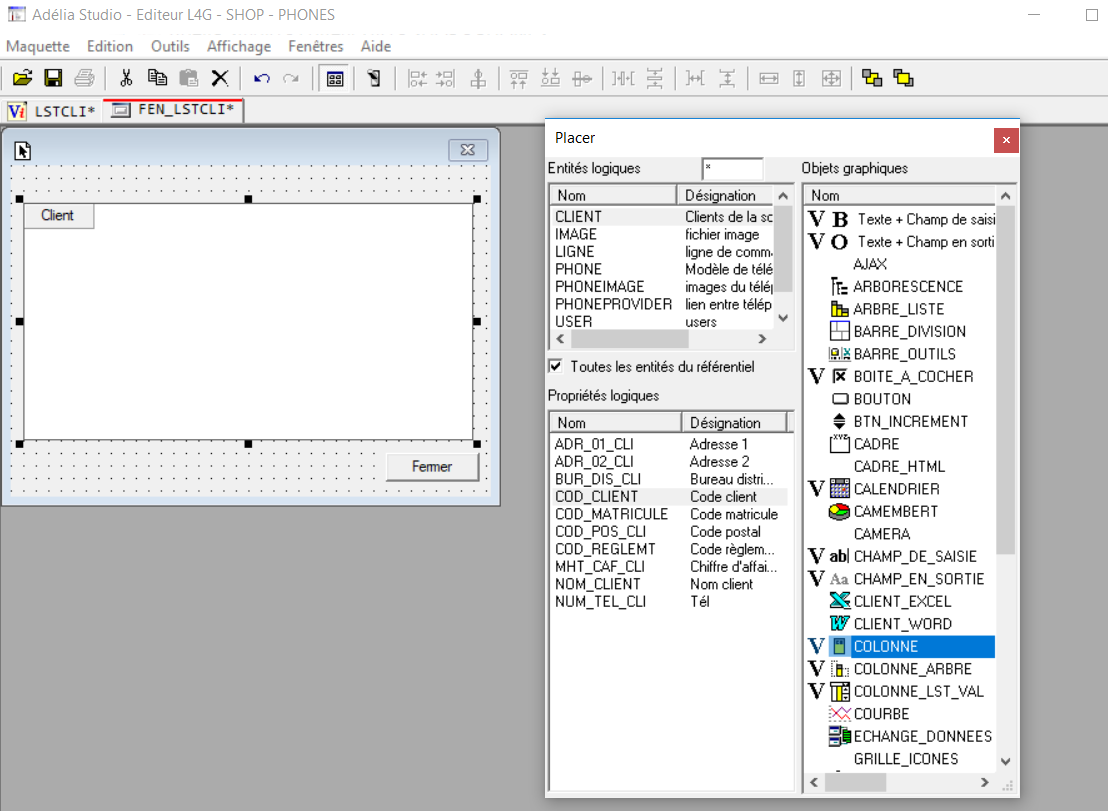 Adélia Studio - Editeur L4G - SHOP - PHONES
Maquette Edition Outils Affichage Fenêtres Aide
LSTCLI* FEN_LSTCLI*
Client
Fermer
Placer
Entités logiques *
Nom Désignation
CLIENT Clients de la so
IMAGE fichier image
LIGNE ligne de comm
PHONE Modèle de télé
PHONEIMAGE images du télé
PHONEPROVIDER lien entre télép
USER users
Toutes les entités du référentiel
Propriétés logiques
Nom Désignation
ADR_01_CLI Adresse 1
ADR_02_CLI Adresse 2
BUR_DIS_CLI Bureau distri...
COD_CLIENT Code client
COD_MATRICULE Code matricule
COD_POS_CLI Code postal
COD_REGLEMT Code règlem...
MHT_CAF_CLI Chiffre d'affai...
NOM_CLIENT Nom client
NUM_TEL_CLI Tél
Objets graphiques
Nom
V B Texte + Champ de saisi
V O Texte + Champ en sorti
AJAX
ARBORESCENCE
ARBRE_LISTE
BARRE_DIVISION
BARRE_OUTILS
V BOITE_A_COCHER
BOUTON
BTN_INCREMENT
CADRE
CADRE_HTML
V CALENDRIER
CAMEMBERT
CAMERA
V ab CHAMP_DE_SAISIE
V Aa CHAMP_EN_SORTIE
CLIENT_EXCEL
CLIENT_WORD
V COLONNE
V COLONNE_ARBRE
V COLONNE_LST_VAL
COURBE
ECHANGE_DONNEES
GRILLE_ICONES